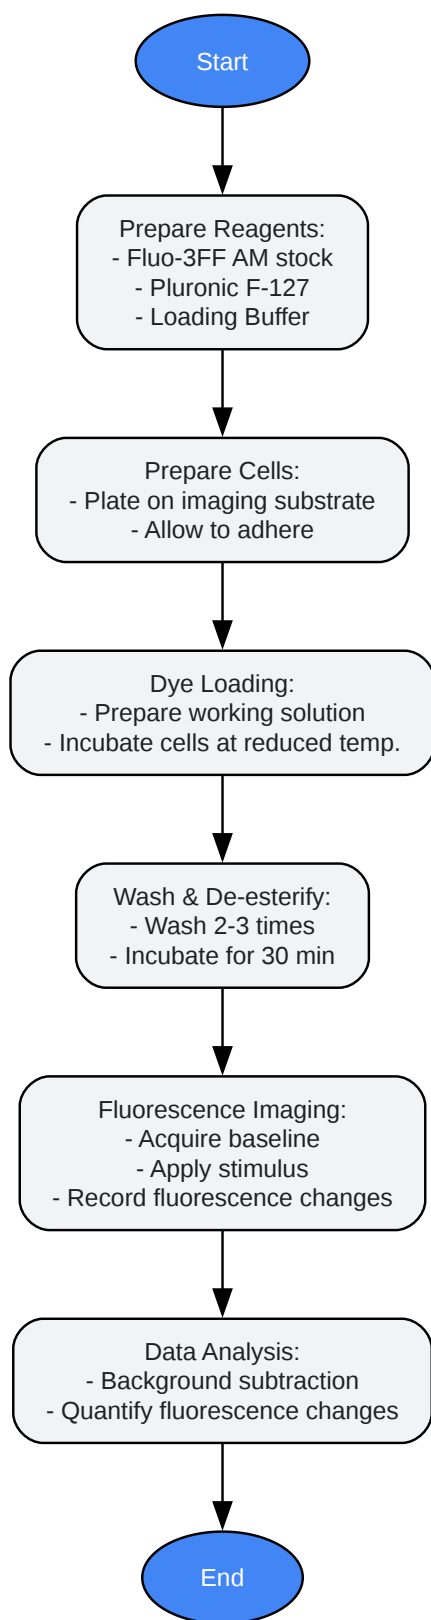 Start
Prepare Reagents:
- Fluo-3FF AM stock
- Pluronic F-127
- Loading Buffer
Prepare Cells:
- Plate on imaging substrate
- Allow to adhere
Dye Loading:
- Prepare working solution
- Incubate cells at reduced temp.
Wash & De-esterify:
- Wash 2-3 times
- Incubate for 30 min
Fluorescence Imaging:
- Acquire baseline
- Apply stimulus
- Record fluorescence changes
Data Analysis:
- Background subtraction
- Quantify fluorescence changes
End